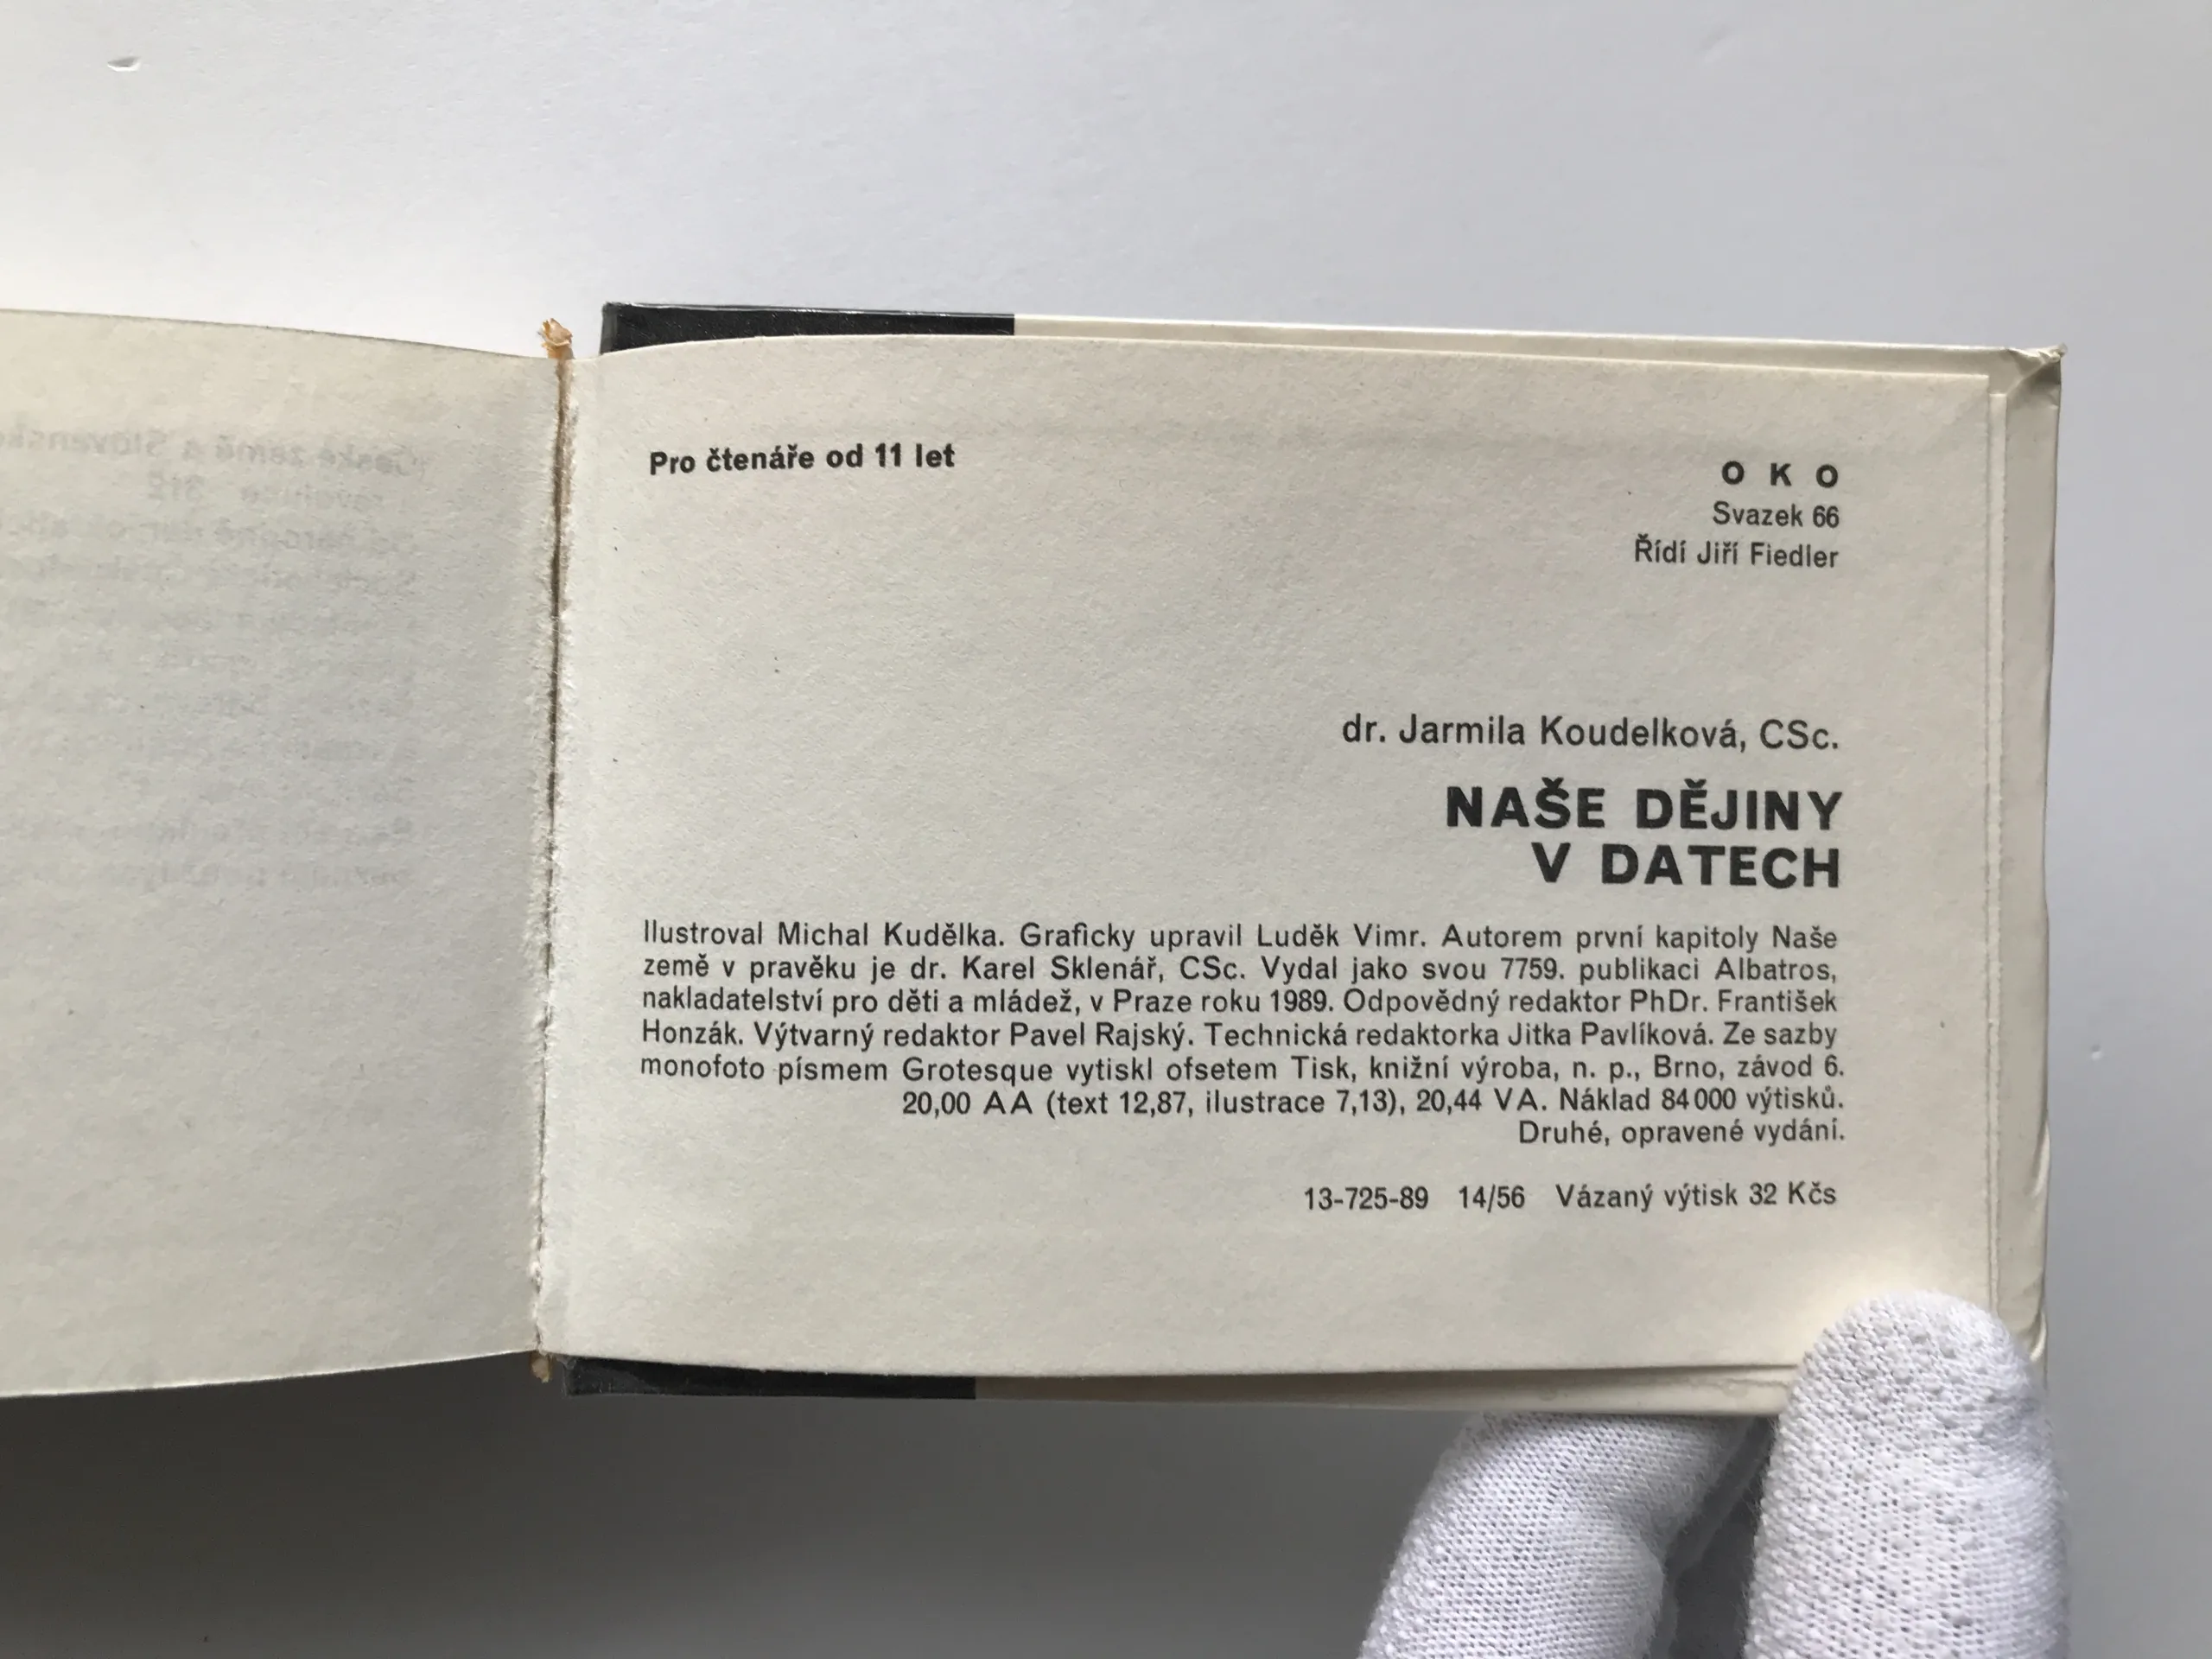 Pro čtenáře od 11 let
O K O
Svazek 66
Řídí Jiří Fiedler
dr. Jarmila Koudelková, CSc.
NAŠE DĚJINY
V DATECH
Ilustroval Michal Kudělka. Graficky upravil Luděk Vimr. Autorem první kapitoly Naše
země v pravěku je dr. Karel Sklenář, CSc. Vydal jako svou 7759. publikaci Albatros,
nakladatelství pro děti a mládež, v Praze roku 1989. Odpovědný redaktor PhDr. František
Honzák. Výtvarný redaktor Pavel Rajský. Technická redaktorka Jitka Pavlíková. Ze sazby
monofoto písmem Grotesque vytiskl ofsetem Tisk, knižní výroba, n. p., Brno, závod 6.
20,00 AA (text 12,87, ilustrace 7,13), 20,44 VA. Náklad 84 000 výtisků.
Druhé, opravené vydání.
13-725-89 14/56 Vázaný výtisk 32 Kčs